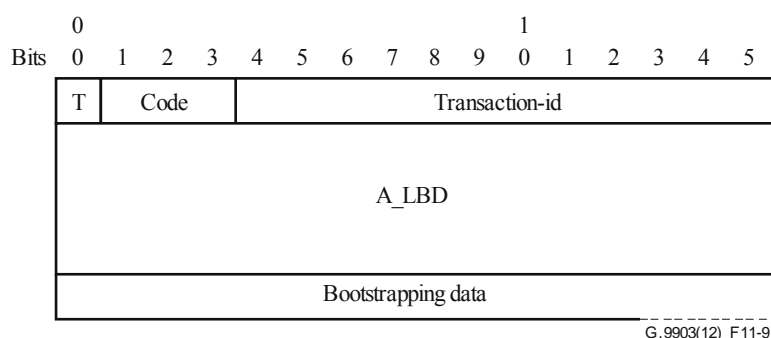 0 1
Bits 0 1 2 3 4 5 6 7 8 9 0 1 2 3 4 5
T Code Transaction-id
A_LBD
Bootstrapping data
G.9903(12)_F11-9